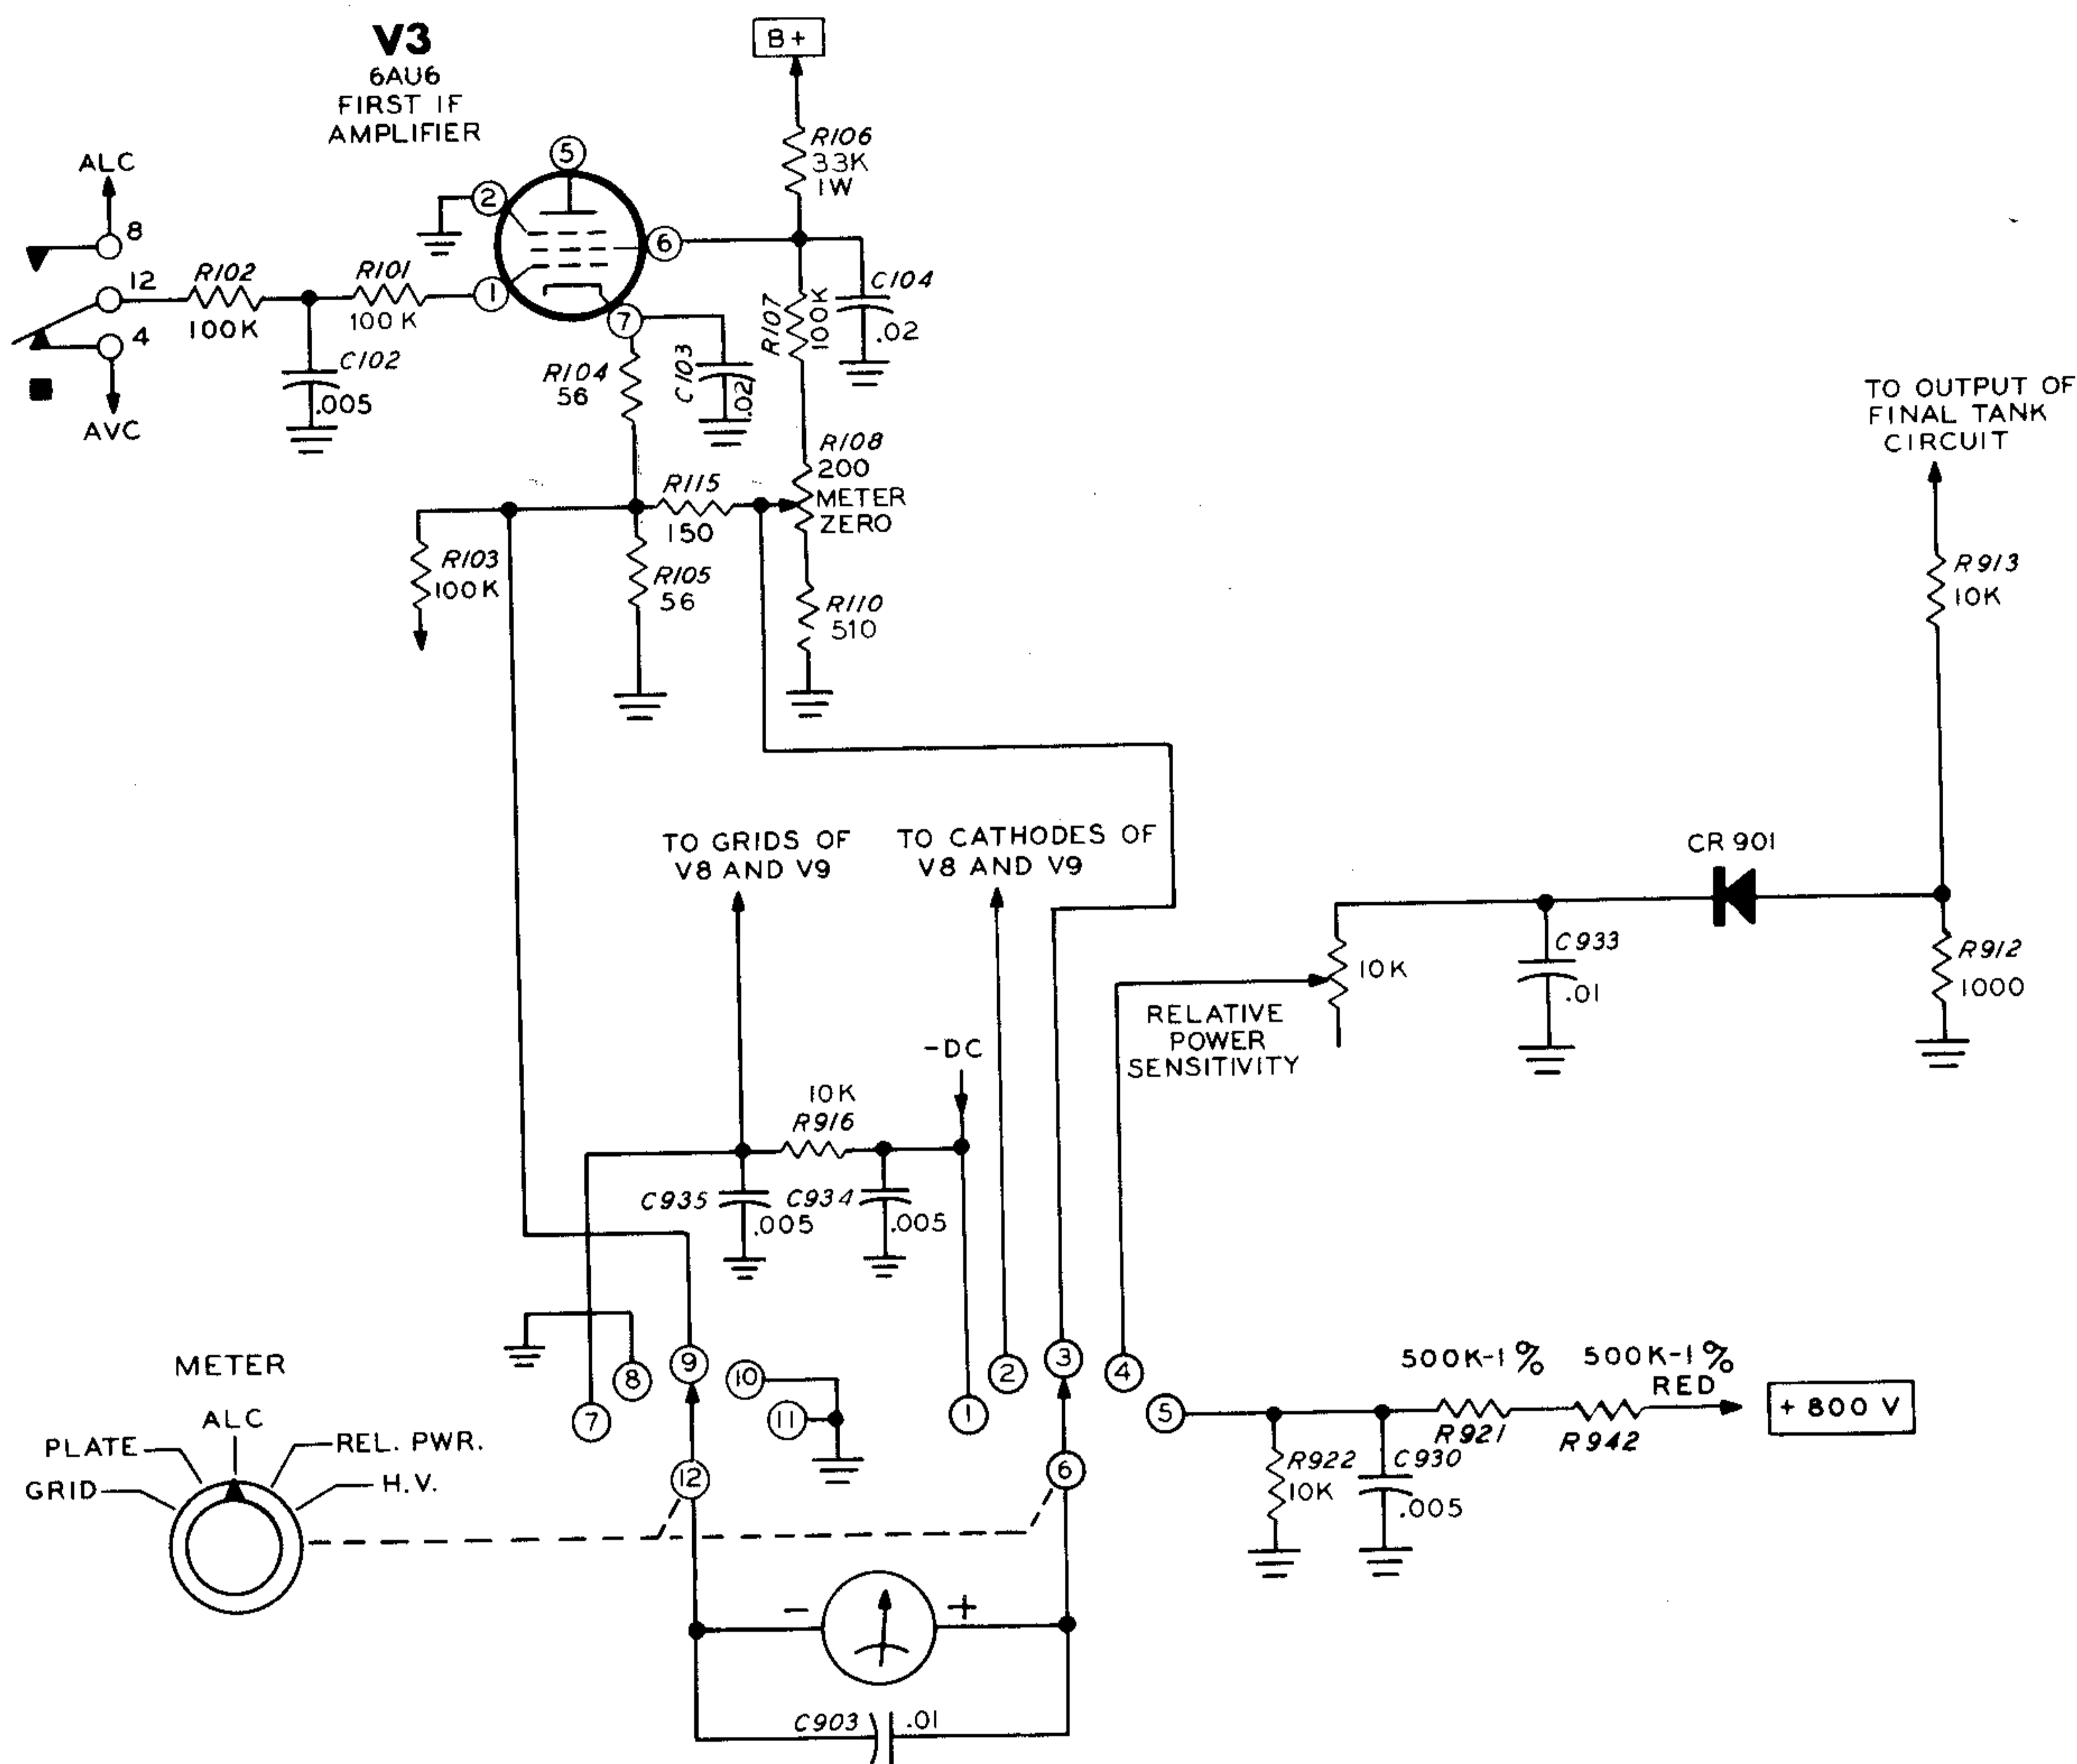 V3
6AU6
FIRST IF
AMPLIFIER
B+
R106
33K
1W
ALC
8
12
4
AVC
R102
100K
R101
100K
C102
.005
5
2
6
1
7
C104
.02
R107
100K
R104
56
C103
.02
R108
200
METER
ZERO
R115
150
R103
100K
R105
56
R110
510
TO OUTPUT OF
FINAL TANK
CIRCUIT
R913
10K
TO GRIDS OF
V8 AND V9
TO CATHODES OF
V8 AND V9
CR 901
C933
.01
R912
1000
10K
RELATIVE
POWER
SENSITIVITY
-DC
10K
R916
C935
.005
C934
.005
METER
ALC
PLATE
REL. PWR.
GRID
H.V.
7
8
9
10
11
12
1
2
3
4
5
6
500K-1%
500K-1%
RED
R921
R942
+ 800 V
R922
10K
C930
.005
-
+
C903
.01